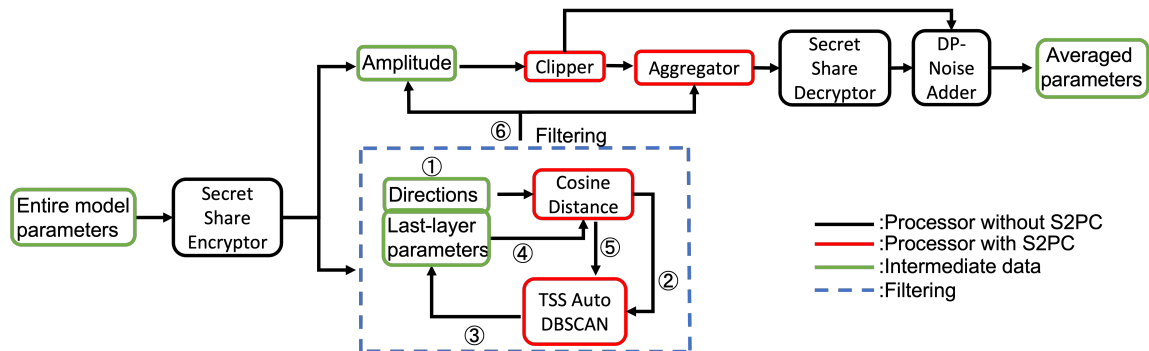 Amplitude
Clipper
Aggregator
Secret
Share
Decryptor
DP-
Noise
Adder
Averaged
parameters
⑥
Filtering
Entire model
parameters
Secret
Share
Encryptor
①
Directions
Last-layer
parameters
Cosine
Distance
④
⑤
②
TSS Auto
DBSCAN
③
:Processor without S2PC
:Processor with S2PC
:Intermediate data
:Filtering